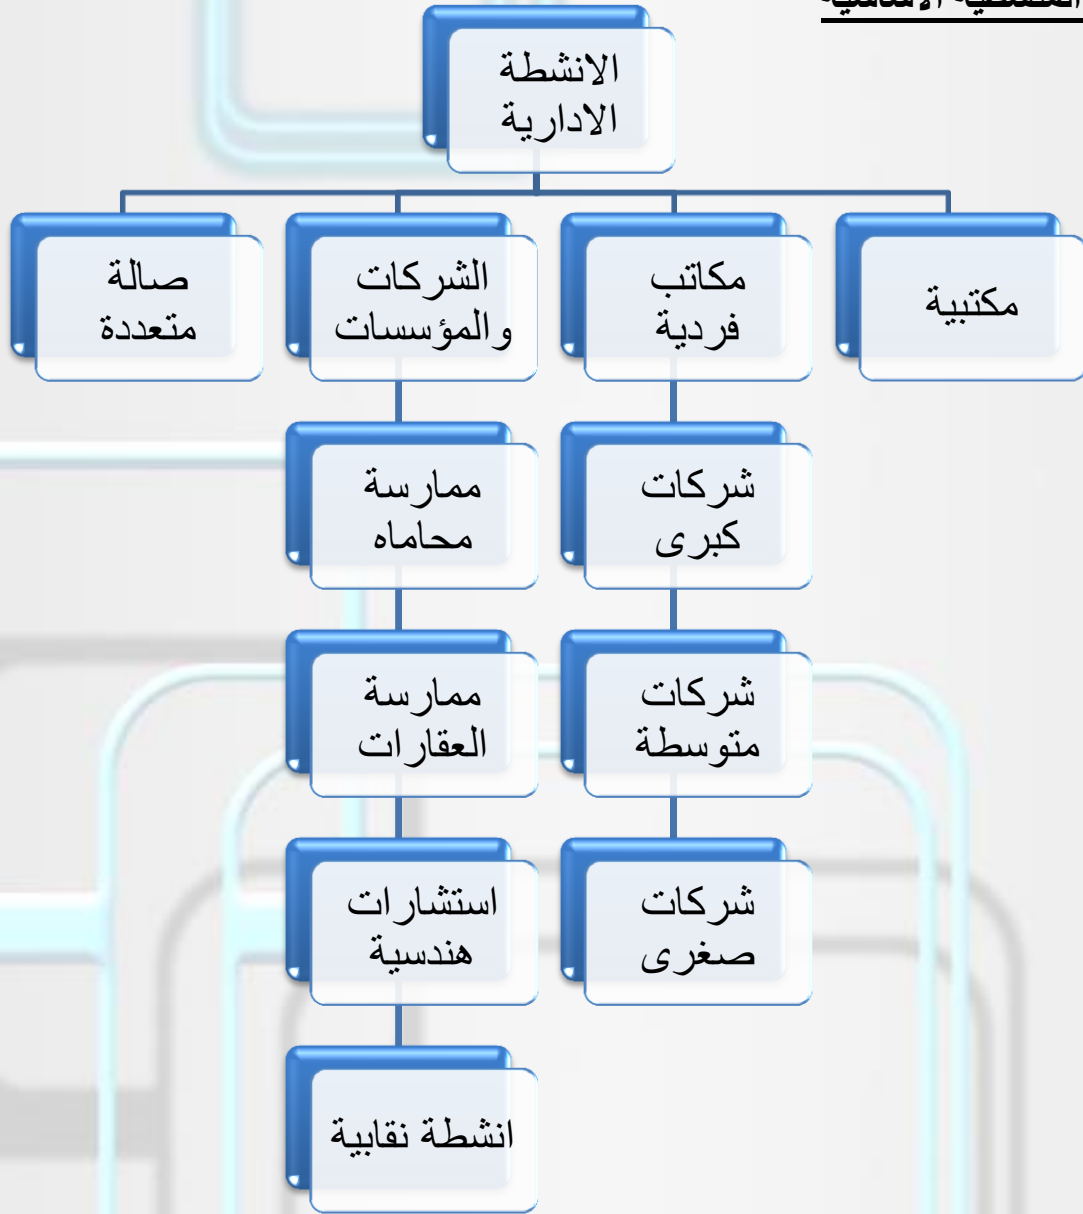 الانشطة
الادارية
مكتبية
مكاتب
فردية
الشركات
والمؤسسات
صالة
متعددة
شركات
كبرى
ممارسة
محاماه
شركات
متوسطة
ممارسة
العقارات
شركات
صغرى
استشارات
هندسية
انشطة نقابية